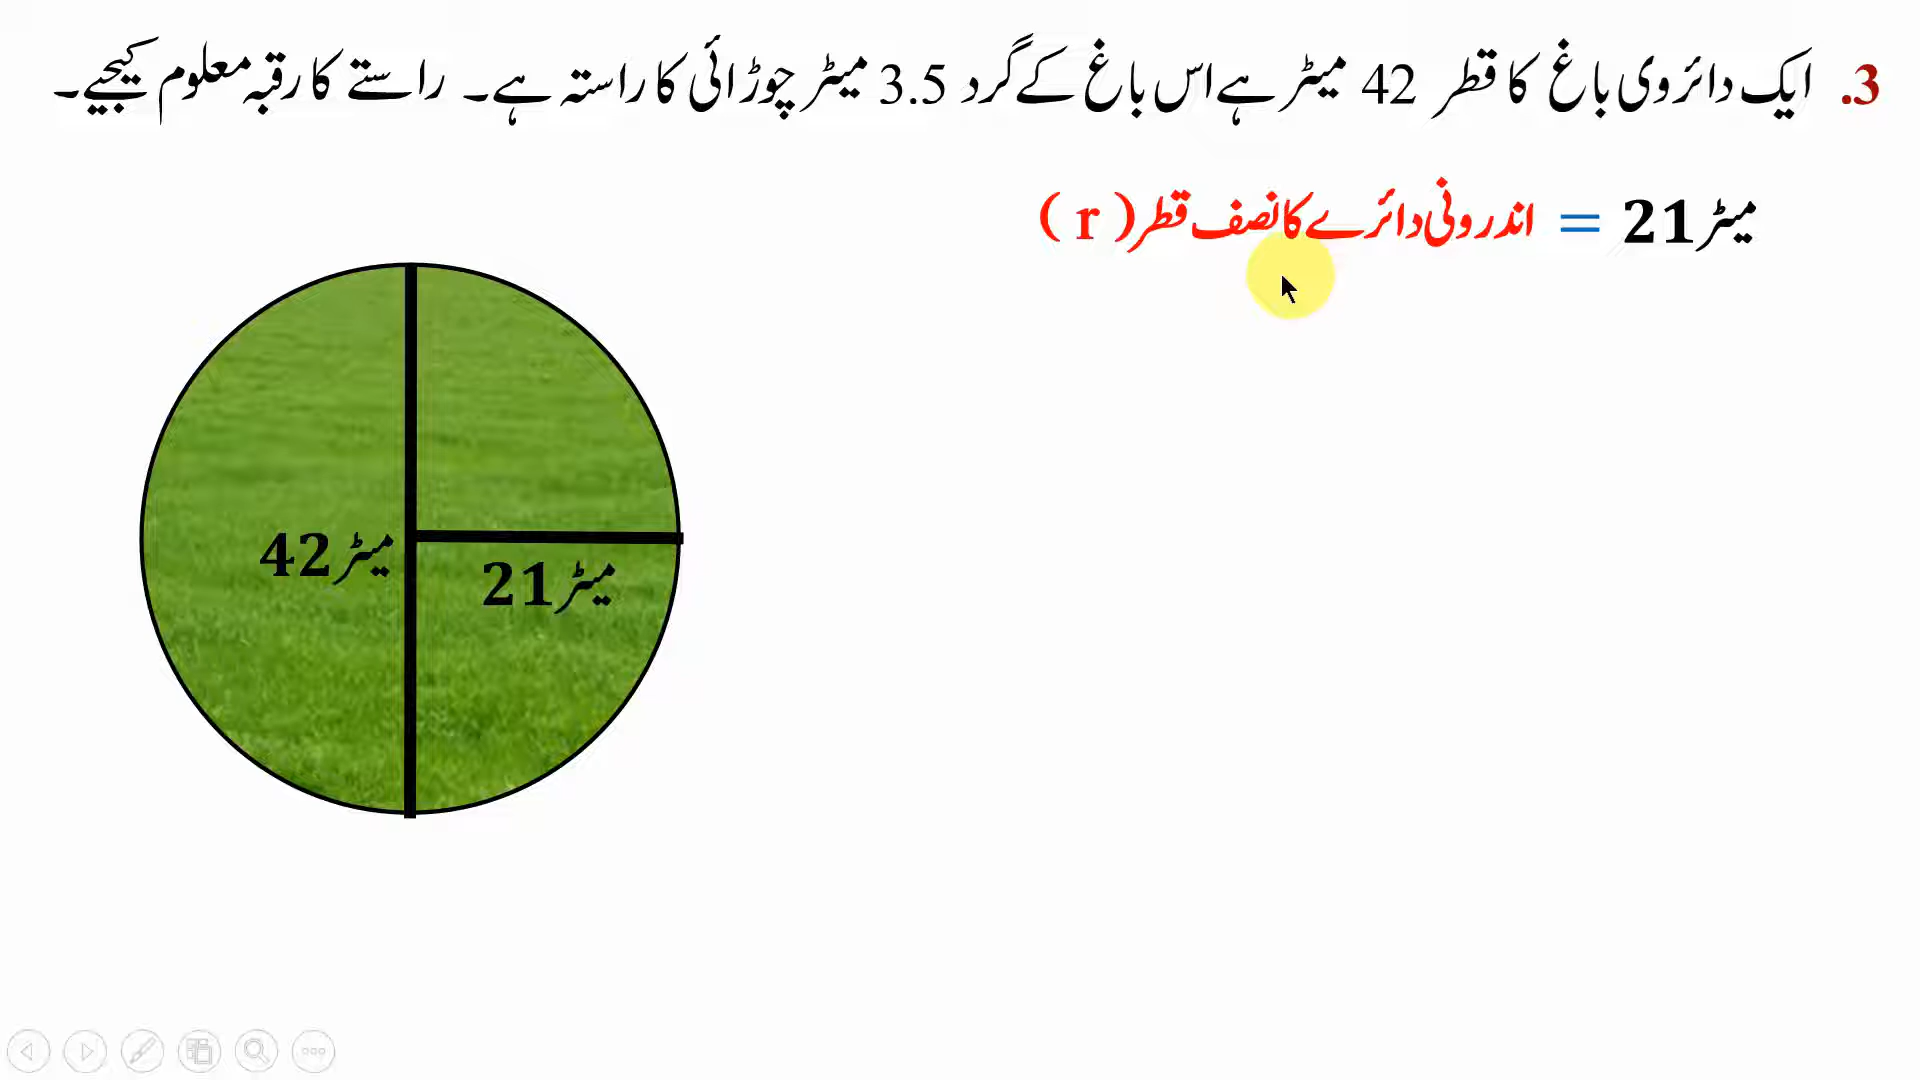 3. ایک دائروی باغ کا قطر 42 میٹر ہے اس باغ کے گرد 3.5 میٹر چوڑائی کا راستہ ہے۔ راستے کا رقبہ معلوم کیجیے۔
اندرونی دائرے کا نصف قطر ( r ) = 21 میٹر
42 میٹر
21 میٹر